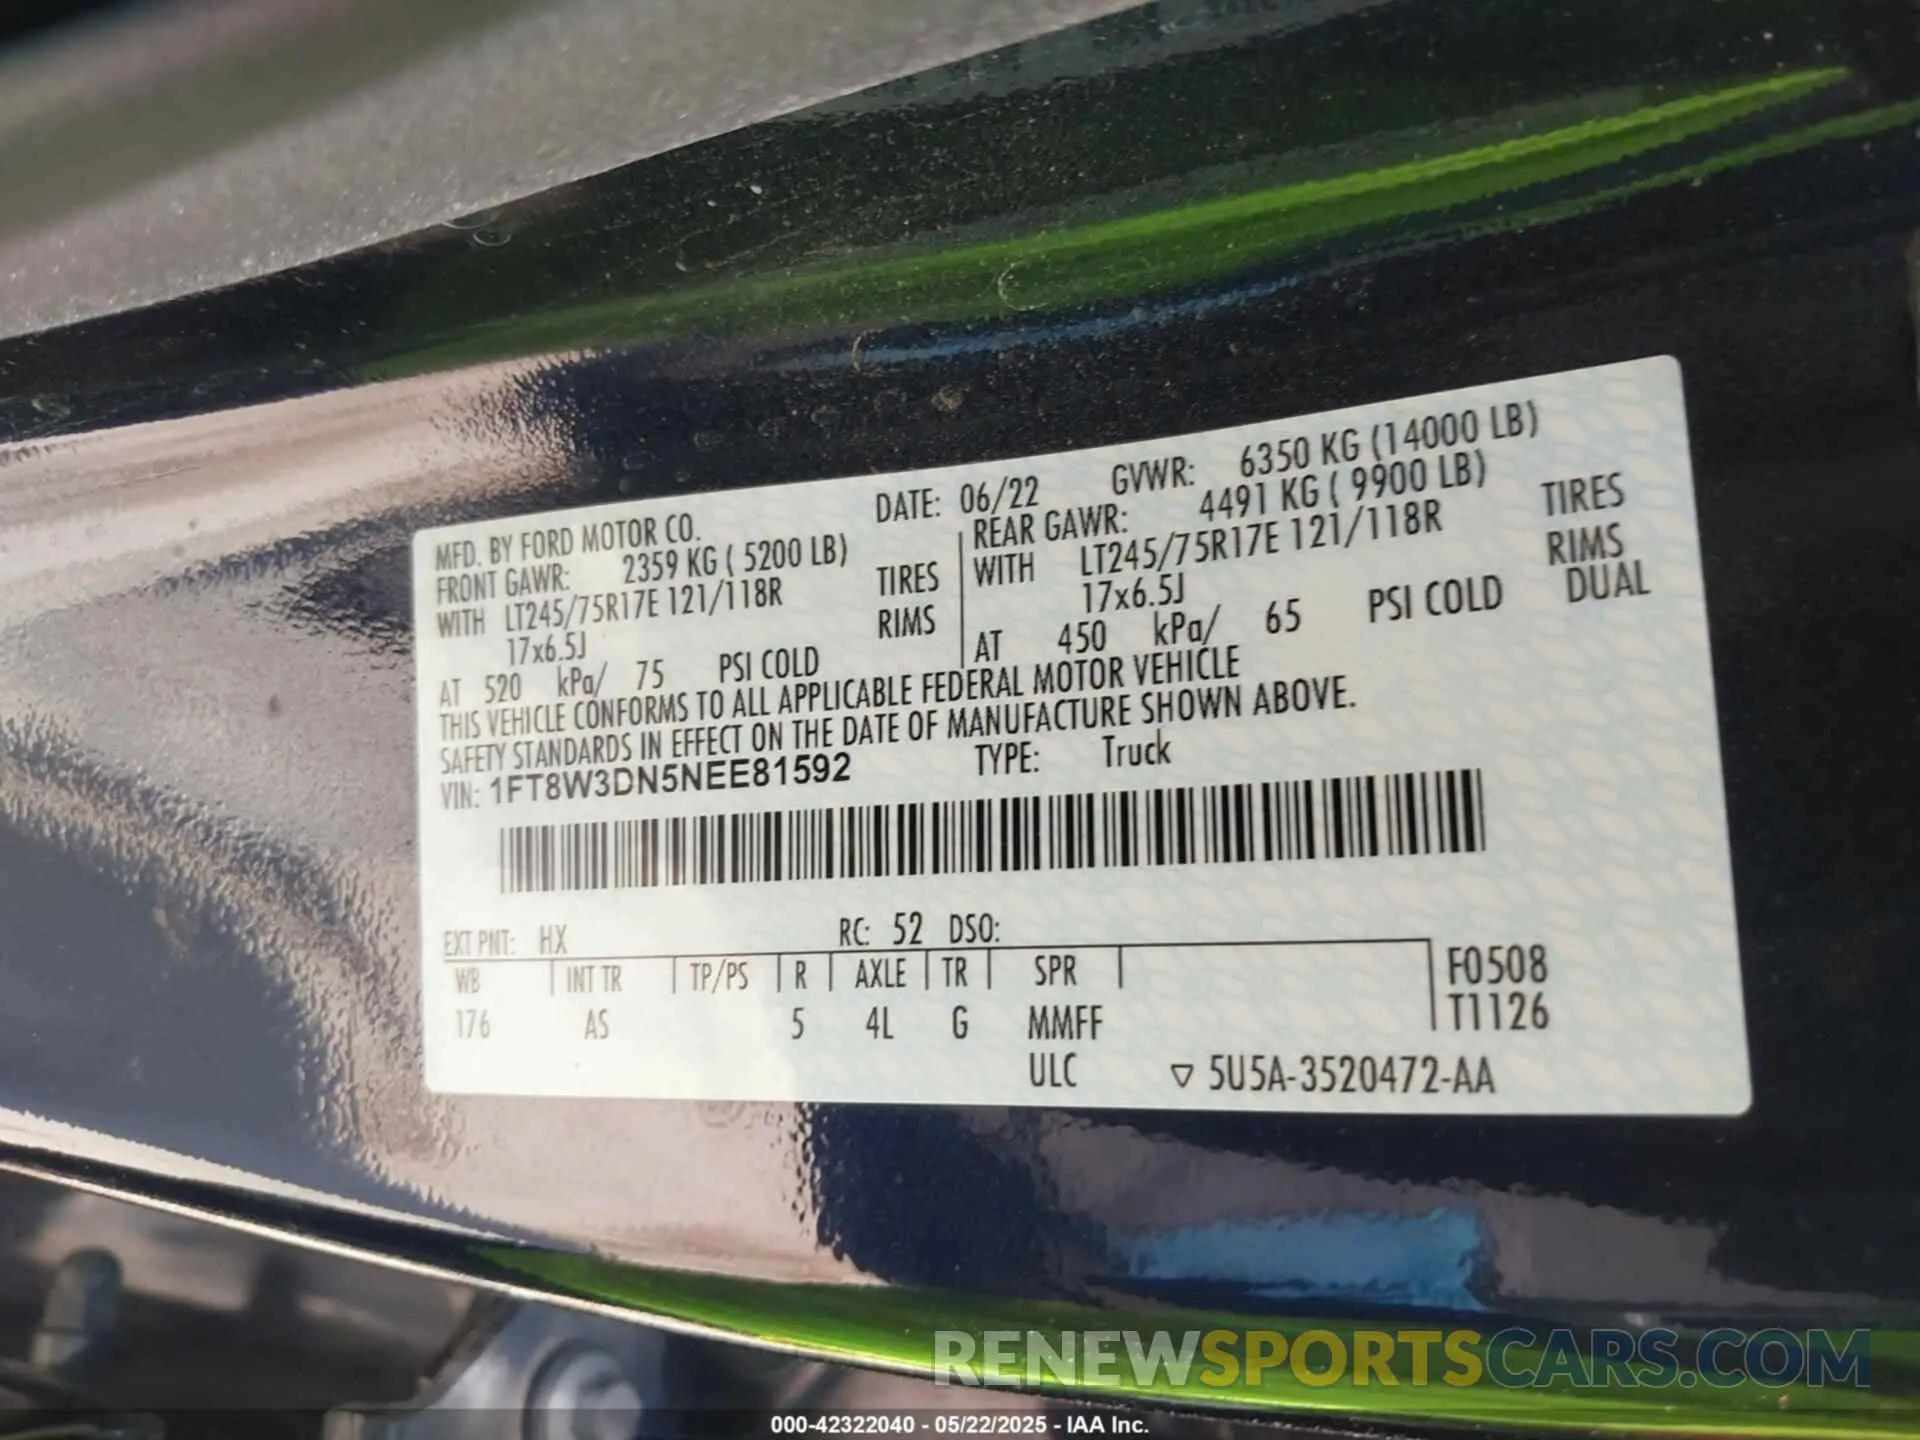 MFD. BY FORD MOTOR CO. DATE: 06/22 GVWR: 6350 KG (14000 LB)
FRONT GAWR: 2359 KG ( 5200 LB) REAR GAWR: 4491 KG ( 9900 LB)
WITH LT245/75R17E 121/118R TIRES WITH LT245/75R17E 121/118R TIRES
17x6.5J RIMS 17x6.5J RIMS
AT 520 kPa/ 75 PSI COLD AT 450 kPa/ 65 PSI COLD DUAL
THIS VEHICLE CONFORMS TO ALL APPLICABLE FEDERAL MOTOR VEHICLE
SAFETY STANDARDS IN EFFECT ON THE DATE OF MANUFACTURE SHOWN ABOVE.
VIN: 1FT8W3DN5NEE81592 TYPE: Truck
EXT PNT: HX RC: 52 DSO:
WB INT TR TP/PS R AXLE TR SPR F0508
176 AS 5 4L G MMFF T1126
ULC ▽ 5U5A-3520472-AA
RENEWSPORTSCARS.COM
000-42322040 - 05/22/2025 - IAA Inc.